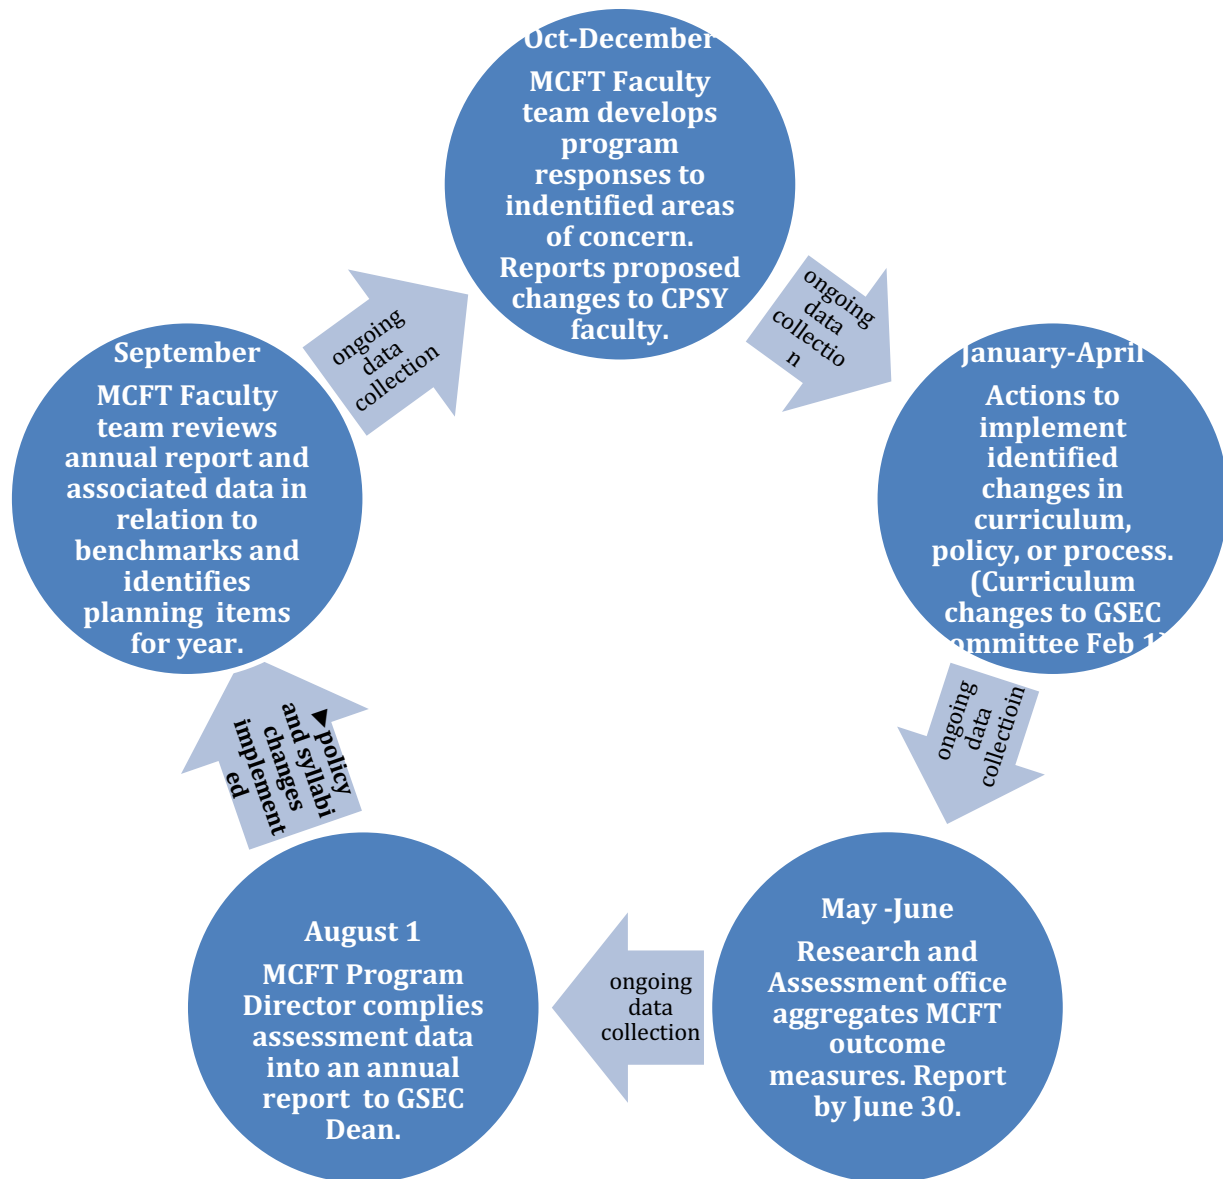 Oct-December
MCFT Faculty
team develops
program
responses to
indentified areas
of concern.
Reports proposed
changes to CPSY
faculty.
ongoing
data
collectio
n
January-April
Actions to
implement
identified
changes in
curriculum,
policy, or process.
(Curriculum
changes to GSEC
ommittee Feb 1)
ongoing
data
collectioin
May -June
Research and
Assessment office
aggregates MCFT
outcome
measures. Report
by June 30.
ongoing
data
collection
August 1
MCFT Program
Director complies
assessment data
into an annual
report to GSEC
Dean.
policy
and syllabi
changes
implement
ed
September
MCFT Faculty
team reviews
annual report and
associated data in
relation to
benchmarks and
identifies
planning items
for year.
ongoing
data
collection